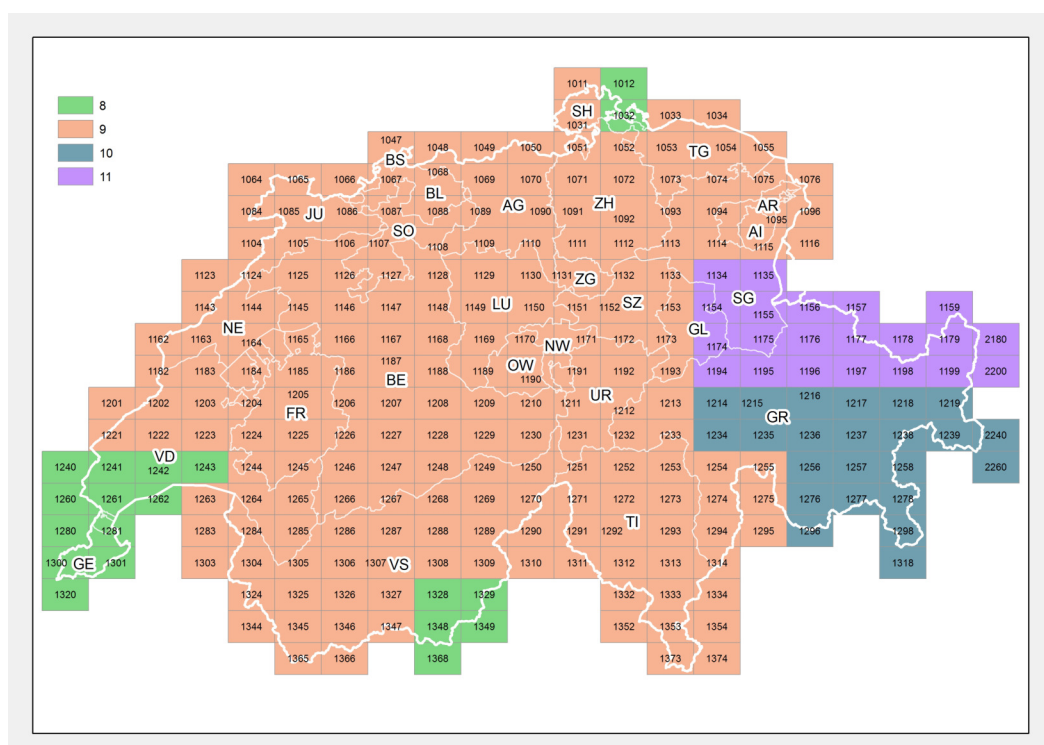 8
9
10
11
1011 1012
SH
1031 1032 1033 1034
1047 1048 1049 1050 1051 1052 1053 TG 1054 1055
BS
1064 1065 1066 1067 1068 1069 1070 1071 1072 1073 1074 1075 1076
BL
1084 1085 JU 1086 1087 1088 1089 AG 1090 1091 ZH 1092 1093 1094 AR 1095 1096
SO AI
1104 1105 1106 1107 1108 1109 1110 1111 1112 1113 1114 1115 1116
1123 1124 1125 1126 1127 1128 1129 1130 1131 ZG 1132 1133 1134 1135
1143 1144 1145 1146 1147 1148 1149 LU 1150 1151 1152 SZ 1153 1154 SG 1155 1156 1157 1159
NE GL
1162 1163 1164 1165 1166 1167 1168 1169 1170 NW 1171 1172 1173 1174 1175 1176 1177 1178 1179 2180
1182 1183 1184 1185 1186 1187 BE 1188 1189 OW 1190 1191 1192 1193 1194 1195 1196 1197 1198 1199 2200
1201 1202 1203 1204 1205 FR 1206 1207 1208 1209 1210 1211 UR 1212 1213 1214 1215 GR 1216 1217 1218 1219
1221 1222 1223 1224 1225 1226 1227 1228 1229 1230 1231 1232 1233 1234 1235 1236 1237 1238 1239 2240
VD
1240 1241 1242 1243 1244 1245 1246 1247 1248 1249 1250 1251 1252 1253 1254 1255 1256 1257 1258 2260
1260 1261 1262 1263 1264 1265 1266 1267 1268 1269 1270 1271 1272 1273 1274 1275 1276 1277 1278
1280 1281 1283 1284 1285 1286 1287 1288 1289 1290 1291 1292 TI 1293 1294 1295 1296 1298
1300 GE 1301 1303 1304 1305 1306 1307 VS 1308 1309 1310 1311 1312 1313 1314 1318
1320 1324 1325 1326 1327 1328 1329 1332 1333 1334
1344 1345 1346 1347 1348 1349 1352 1353 1354
1365 1366 1368 1373 1374